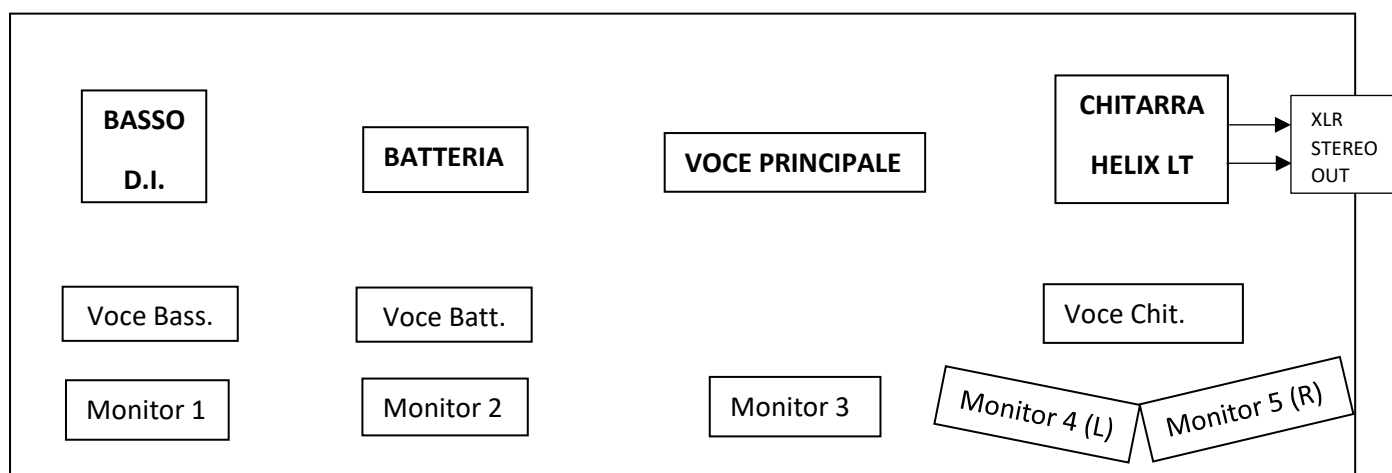 BASSO
D.I.
BATTERIA
VOCE PRINCIPALE
CHITARRA
HELIX LT
XLR
STEREO
OUT
Voce Bass.
Voce Batt.
Voce Chit.
Monitor 1
Monitor 2
Monitor 3
Monitor 4 (L)
Monitor 5 (R)